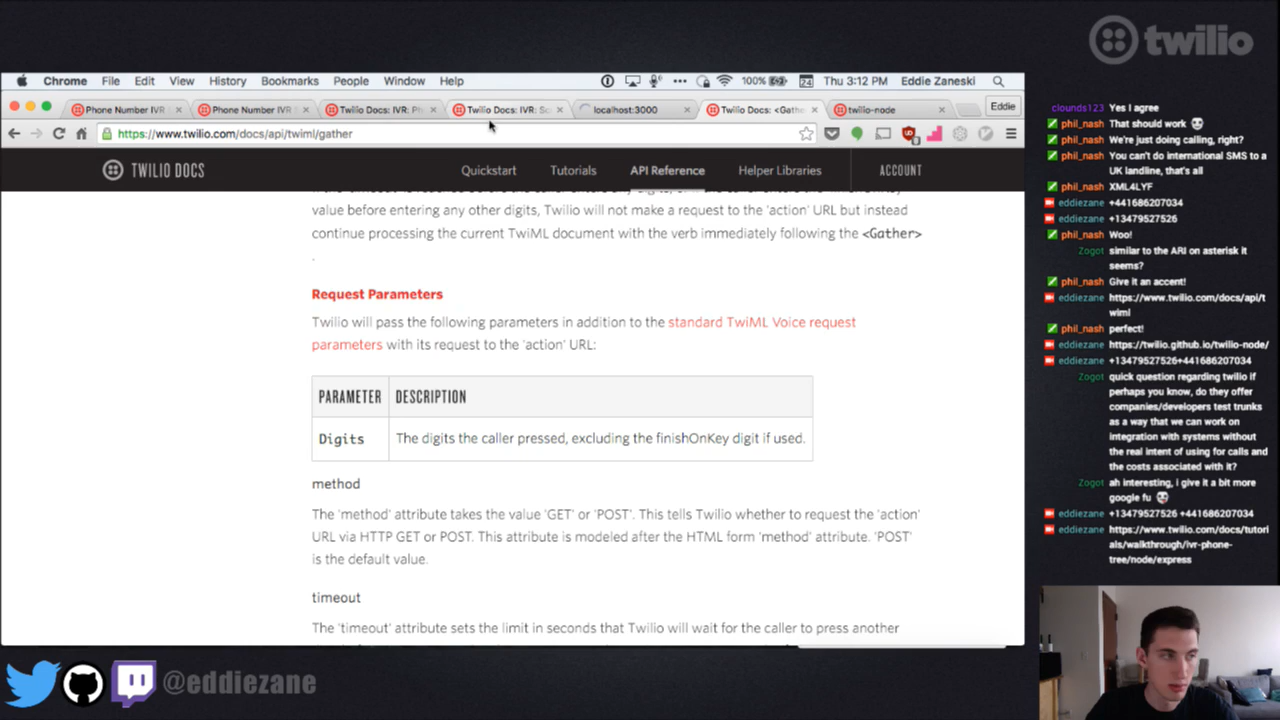 twilio
Chrome File Edit View History Bookmarks People Window Help
100% 24 Thu 3:12 PM Eddie Zaneski
Phone Number IVR
Phone Number IVR
Twilio Docs: IVR: Ph
Twilio Docs: IVR: Sc
localhost:3000
Twilio Docs: <Gathe
twilio-node
Eddie
https://www.twilio.com/docs/api/twiml/gather
TWILIO DOCS Quickstart Tutorials API Reference Helper Libraries ACCOUNT
value before entering any other digits, Twilio will not make a request to the 'action' URL but instead
continue processing the current TwiML document with the verb immediately following the <Gather>
.
Request Parameters
Twilio will pass the following parameters in addition to the standard TwiML Voice request
parameters with its request to the 'action' URL:
PARAMETER DESCRIPTION
Digits The digits the caller pressed, excluding the finishOnKey digit if used.
method
The 'method' attribute takes the value 'GET' or 'POST'. This tells Twilio whether to request the 'action'
URL via HTTP GET or POST. This attribute is modeled after the HTML form 'method' attribute. 'POST'
is the default value.
timeout
The 'timeout' attribute sets the limit in seconds that Twilio will wait for the caller to press another
clounds123 Yes I agree
phil_nash That should work
phil_nash We're just doing calling, right?
phil_nash You can't do international SMS to a
UK landline, that's all
phil_nash XML4LYF
eddiezane +441686207034
eddiezane +13479527526
phil_nash Woo!
Zogot similar to the ARI on asterisk it
seems?
phil_nash Give it an accent!
eddiezane https://www.twilio.com/docs/api/t
wiml
phil_nash perfect!
eddiezane https://twilio.github.io/twilio-node/
eddiezane +13479527526+441686207034
Zogot quick question regarding twilio if
perhaps you know, do they offer
companies/developers test trunks
as a way that we can work on
integration with systems without
the real intent of using for calls and
the costs associated with it?
Zogot ah interesting, i give it a bit more
google fu
eddiezane +13479527526 +441686207034
eddiezane https://www.twilio.com/docs/tutori
als/walkthrough/ivr-phone-
tree/node/express
@eddiezane